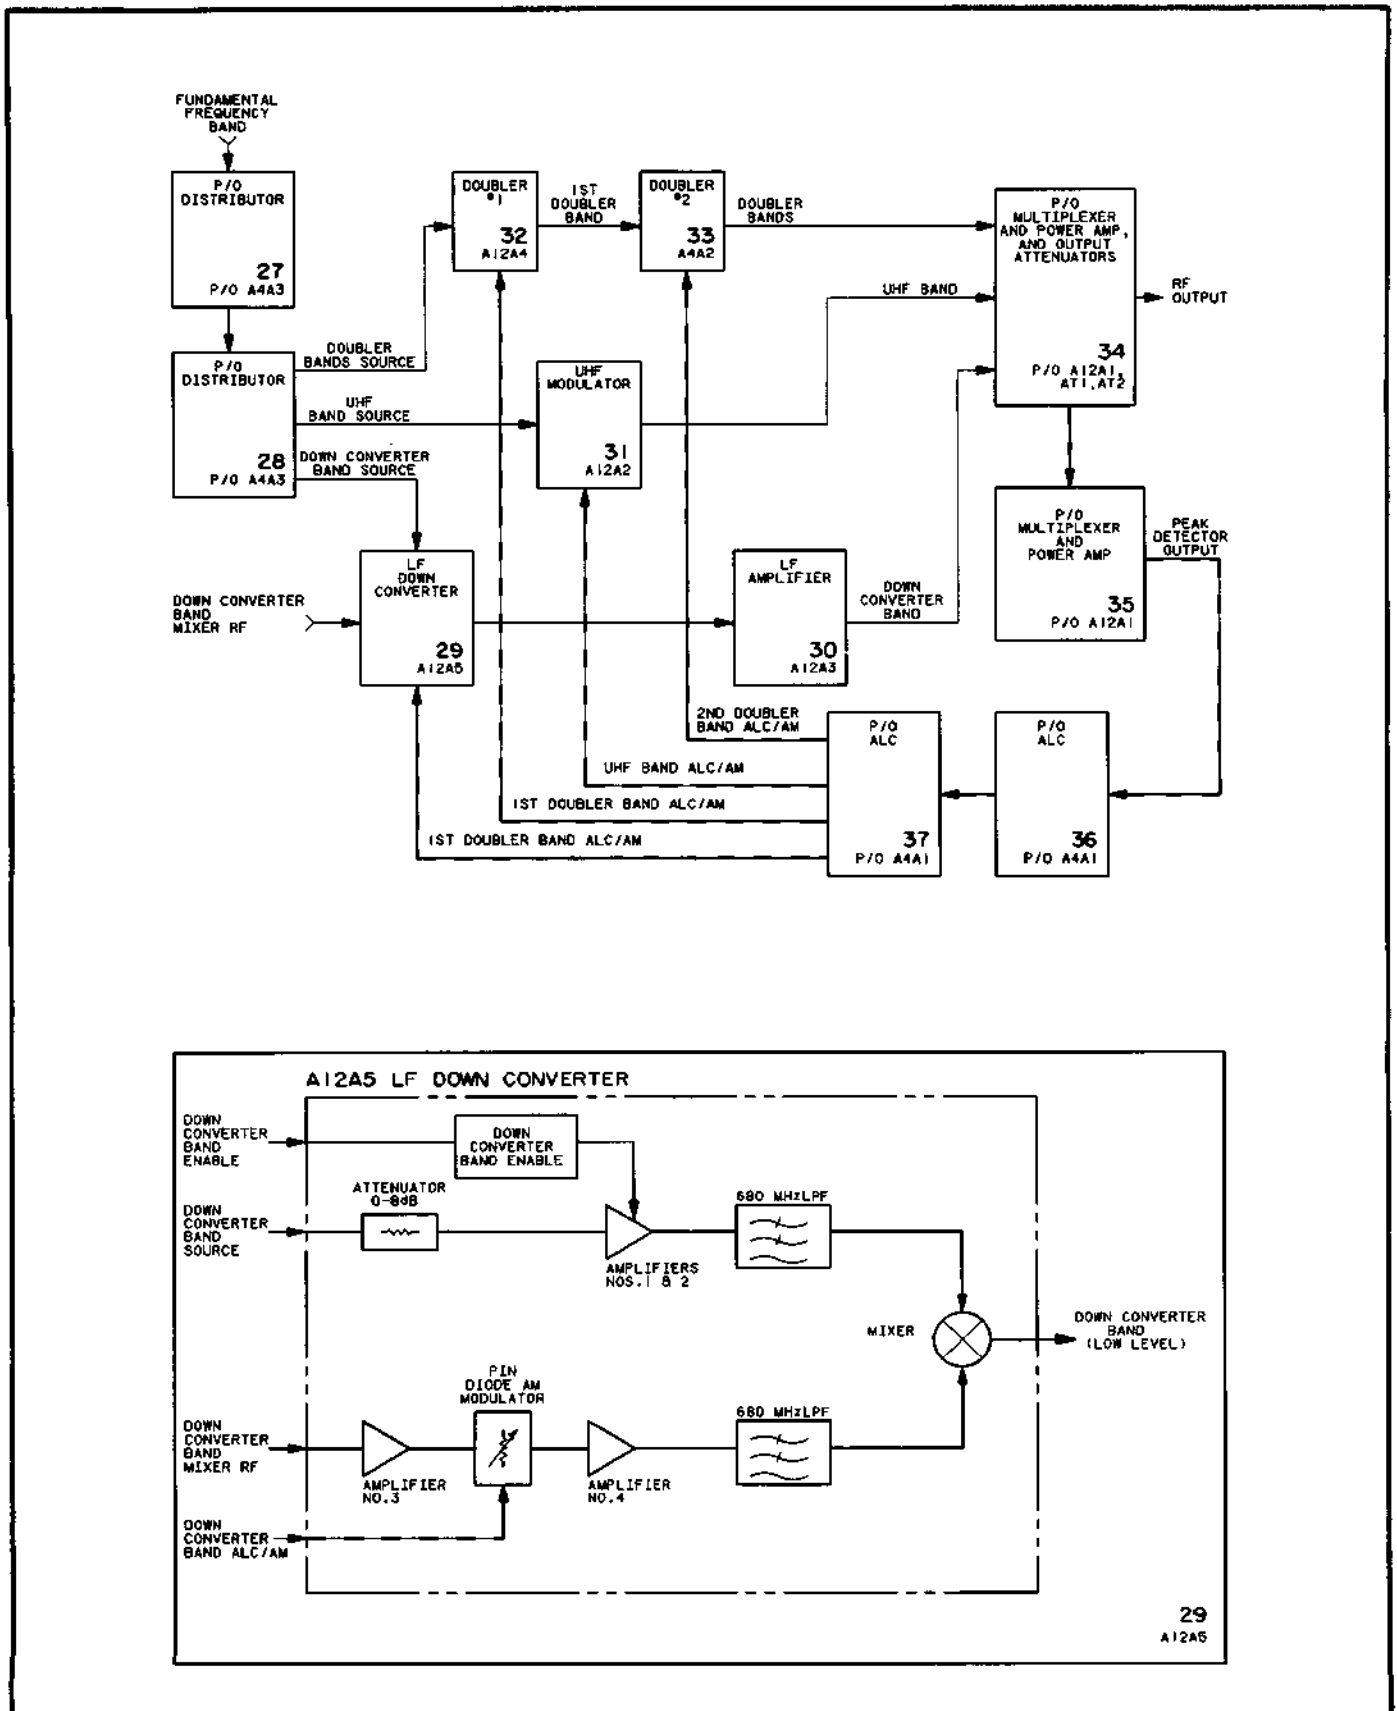 FUNDAMENTAL
FREQUENCY
BAND
P/O
DISTRIBUTOR
27
P/O A4A3
P/O
DISTRIBUTOR
28
P/O A4A3
DOUBLER
BANDS SOURCE
UHF
BAND SOURCE
DOWN CONVERTER
BAND SOURCE
DOUBLER
#1
32
A12A4
1ST
DOUBLER
BAND
DOUBLER
#2
33
A4A2
DOUBLER
BANDS
P/O
MULTIPLEXER
AND POWER AMP,
AND OUTPUT
ATTENUATORS
34
P/O A12A1,
AT1,AT2
RF
OUTPUT
UHF BAND
UHF
MODULATOR
31
A12A2
DOWN CONVERTER
BAND
MIXER RF
LF
DOWN
CONVERTER
29
A12A5
LF
AMPLIFIER
30
A12A3
DOWN
CONVERTER
BAND
P/O
MULTIPLEXER
AND
POWER AMP
35
P/O A12A1
PEAK
DETECTOR
OUTPUT
2ND DOUBLER
BAND ALC/AM
UHF BAND ALC/AM
1ST DOUBLER BAND ALC/AM
1ST DOUBLER BAND ALC/AM
P/O
ALC
37
P/O A4A1
P/O
ALC
36
P/O A4A1
A12A5 LF DOWN CONVERTER
DOWN
CONVERTER
BAND
ENABLE
DOWN
CONVERTER
BAND ENABLE
DOWN
CONVERTER
BAND
SOURCE
ATTENUATOR
0-8dB
AMPLIFIERS
NOS.1 & 2
680 MHzLPF
MIXER
DOWN CONVERTER
BAND
(LOW LEVEL)
PIN
DIODE AM
MODULATOR
680 MHzLPF
DOWN
CONVERTER
BAND
MIXER RF
AMPLIFIER
NO.3
AMPLIFIER
NO.4
DOWN
CONVERTER
BAND ALC/AM
29
A12A5